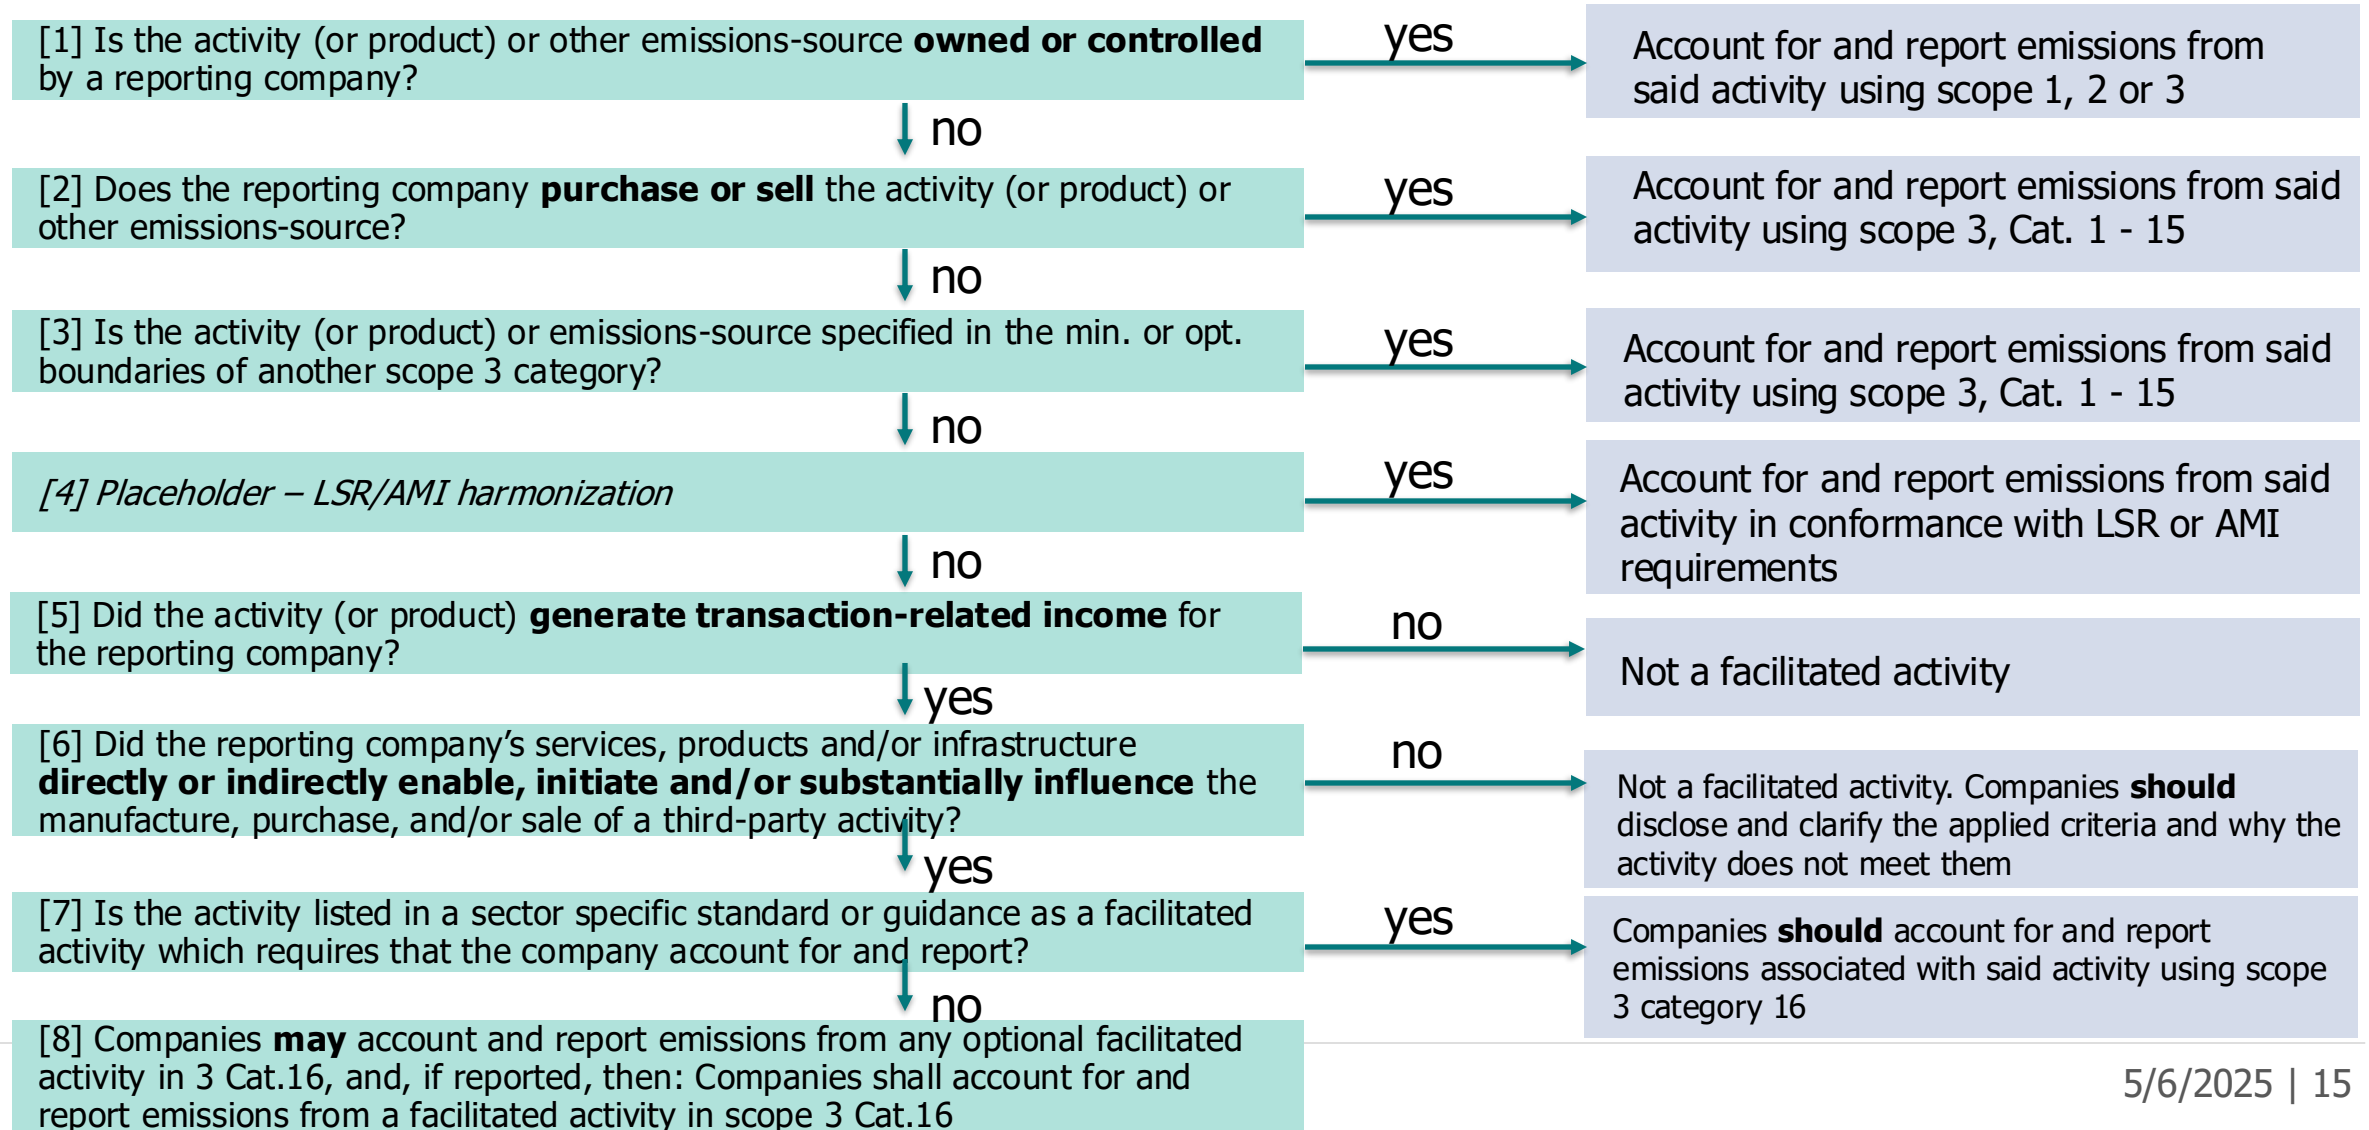 [1] Is the activity (or product) or other emissions-source owned or controlled
by a reporting company?
yes
Account for and report emissions from
said activity using scope 1, 2 or 3
no
[2] Does the reporting company purchase or sell the activity (or product) or
other emissions-source?
yes
Account for and report emissions from said
activity using scope 3, Cat. 1 - 15
no
[3] Is the activity (or product) or emissions-source specified in the min. or opt.
boundaries of another scope 3 category?
yes
Account for and report emissions from said
activity using scope 3, Cat. 1 - 15
no
[4] Placeholder – LSR/AMI harmonization
yes
Account for and report emissions from said
activity in conformance with LSR or AMI
requirements
no
[5] Did the activity (or product) generate transaction-related income for
the reporting company?
no
Not a facilitated activity
yes
[6] Did the reporting company’s services, products and/or infrastructure
directly or indirectly enable, initiate and/or substantially influence the
manufacture, purchase, and/or sale of a third-party activity?
no
Not a facilitated activity. Companies should
disclose and clarify the applied criteria and why the
activity does not meet them
yes
[7] Is the activity listed in a sector specific standard or guidance as a facilitated
activity which requires that the company account for and report?
yes
Companies should account for and report
emissions associated with said activity using scope
3 category 16
no
[8] Companies may account and report emissions from any optional facilitated
activity in 3 Cat.16, and, if reported, then: Companies shall account for and
report emissions from a facilitated activity in scope 3 Cat.16
5/6/2025 | 15